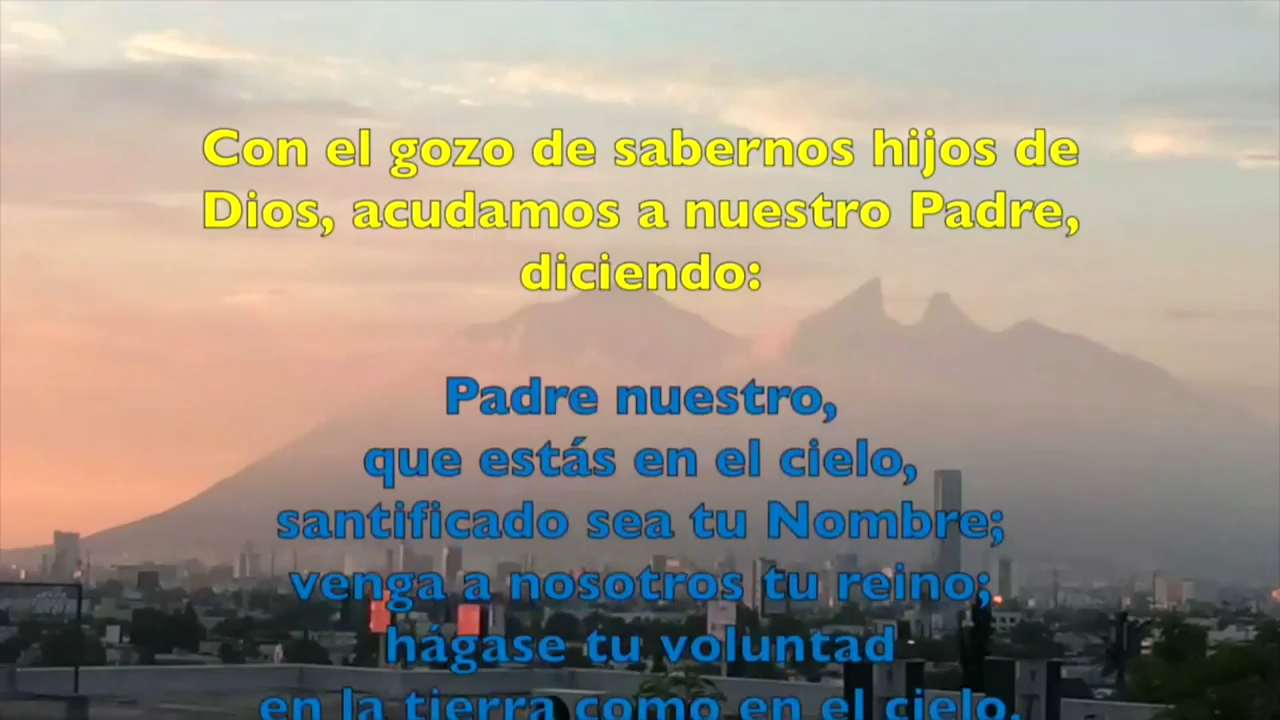 Con el gozo de sabernos hijos de
Dios, acudamos a nuestro Padre,
diciendo:
Padre nuestro,
que estás en el cielo,
santificado sea tu Nombre;
venga a nosotros tu reino;
hágase tu voluntad
en la tierra como en el cielo.